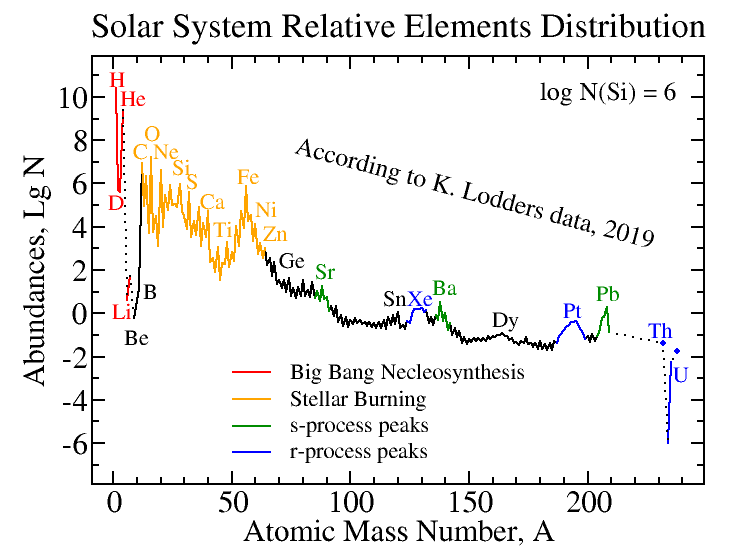 Solar System Relative Elements Distribution
log N(Si) = 6
According to K. Lodders data, 2019
Abundances, Lg N
10
8
6
4
2
0
-2
-4
-6
H
He
D
Li
Be
B
C
O
Ne
Si
S
Ca
Ti
Fe
Ni
Zn
Ge
Sr
Sn
Xe
Ba
Dy
Pt
Pb
Th
U
Big Bang Necleosynthesis
Stellar Burning
s-process peaks
r-process peaks
0 50 100 150 200
Atomic Mass Number, A